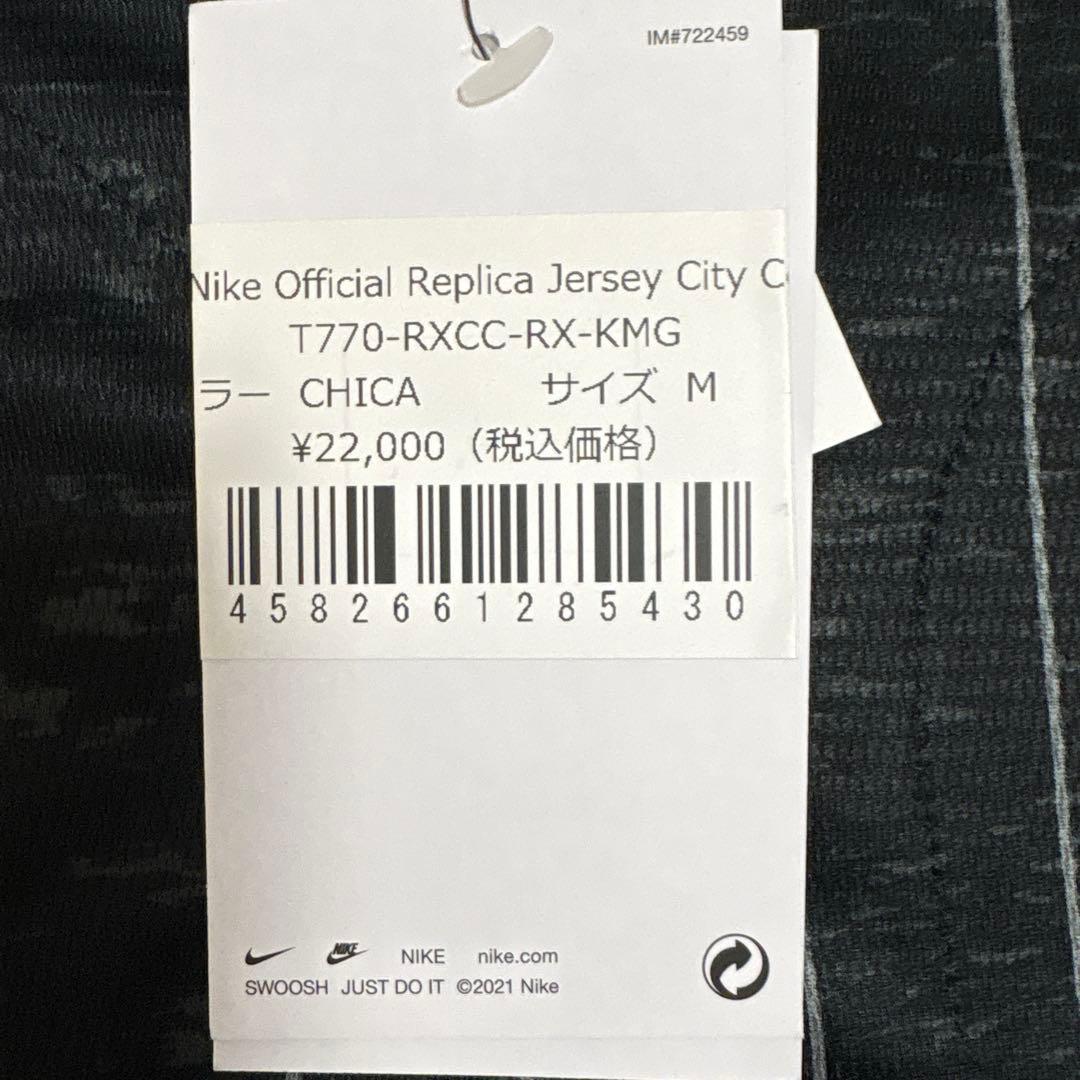 IM#722459
Nike Official Replica Jersey City C
T770-RXCC-RX-KMG
ラー CHICA サイズ M
¥22,000（税込価格）
4582661285430
NIKE NIKE nike.com
SWOOSH JUST DO IT ©2021 Nike